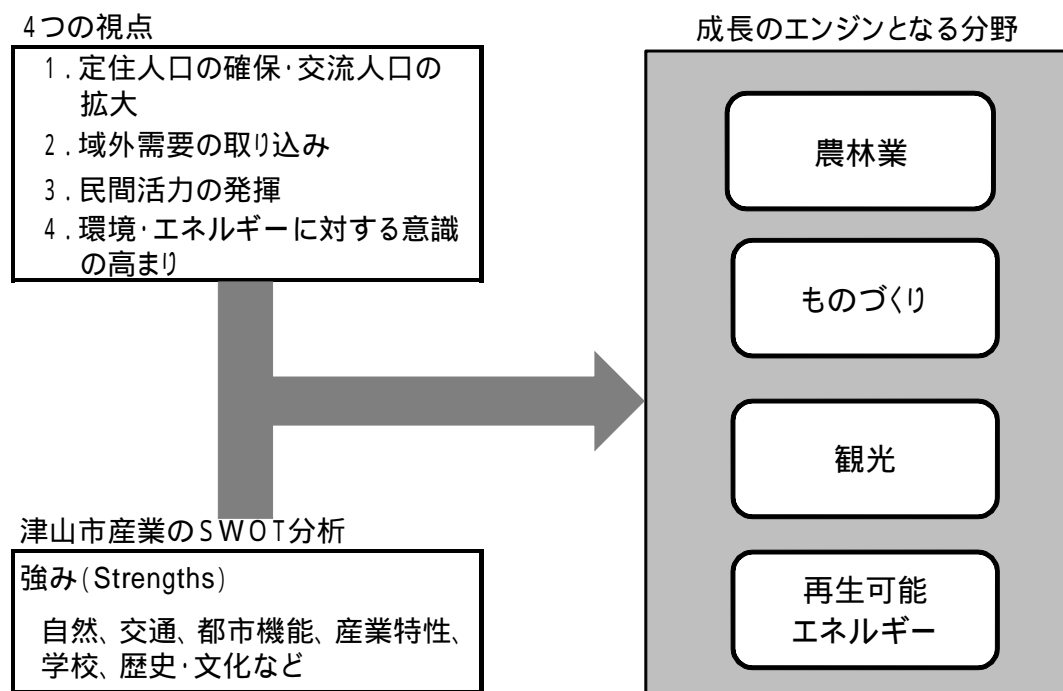 4つの視点
1.定住人口の確保・交流人口の
拡大
2.域外需要の取り込み
3.民間活力の発揮
4.環境・エネルギーに対する意識
の高まり
津山市産業のSWOT分析
強み(Strengths)
自然、交通、都市機能、産業特性、
学校、歴史・文化など
成長のエンジンとなる分野
農林業
ものづくり
観光
再生可能
エネルギー